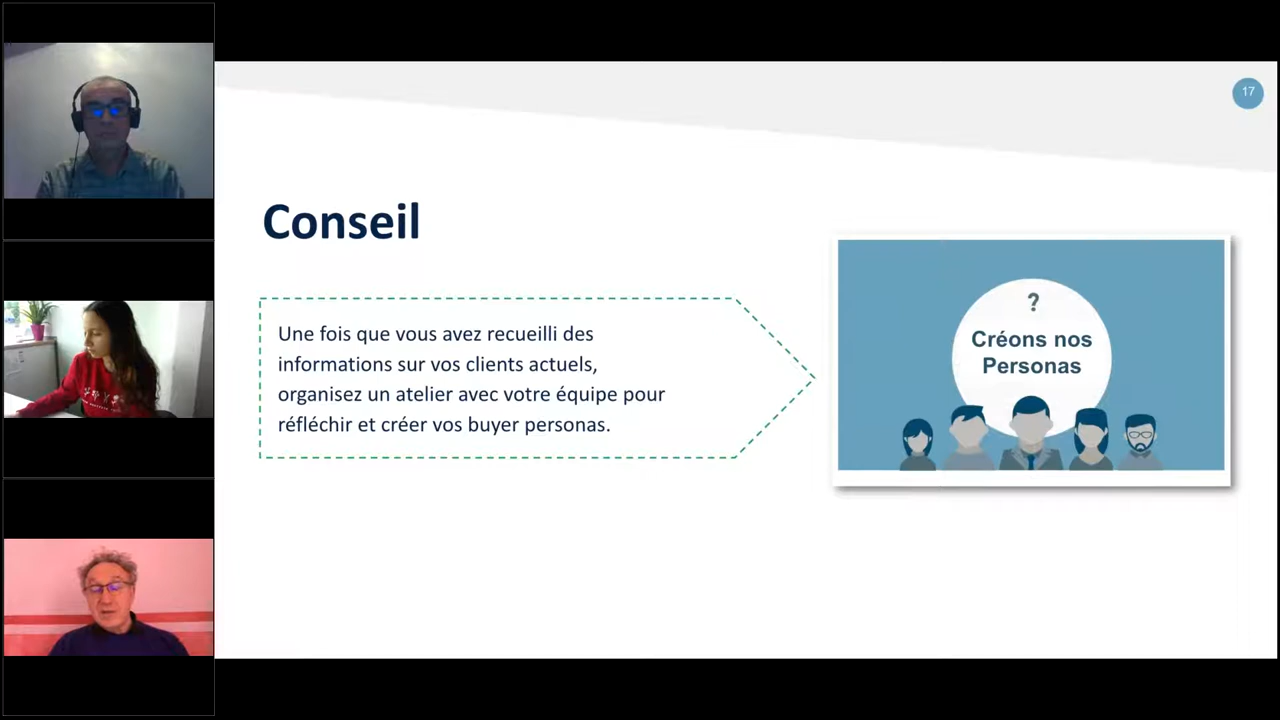 17
Conseil
Une fois que vous avez recueilli des
informations sur vos clients actuels,
organisez un atelier avec votre équipe pour
réfléchir et créer vos buyer personas.
?
Créons nos
Personas